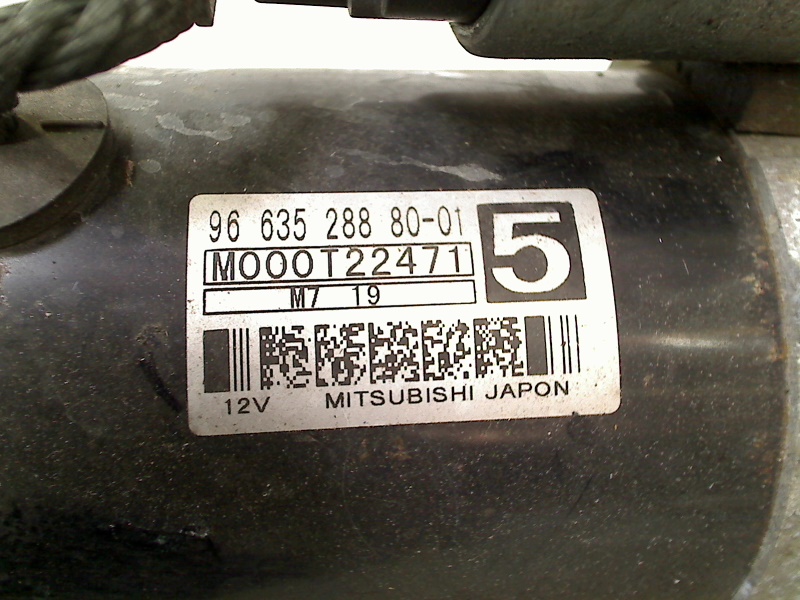 96 635 288 80-01
5
M000T22471
M7 19
12V MITSUBISHI JAPON